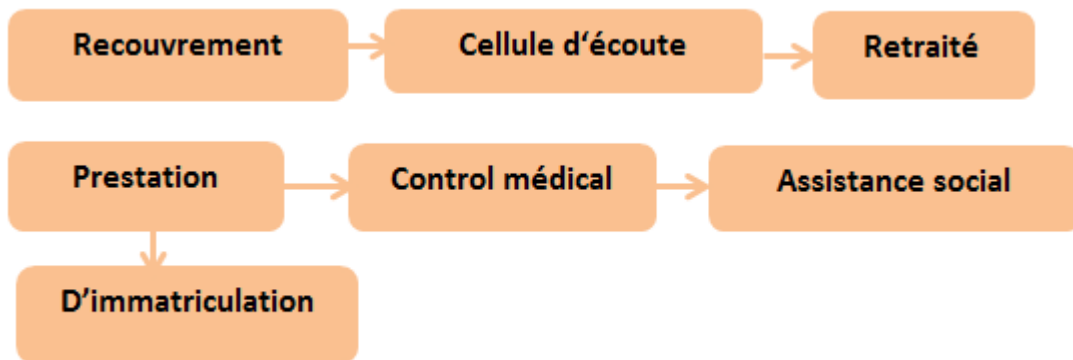 Recouvrement
Cellule d‘écoute
Retraité
Prestation
Control médical
Assistance social
D’immatriculation